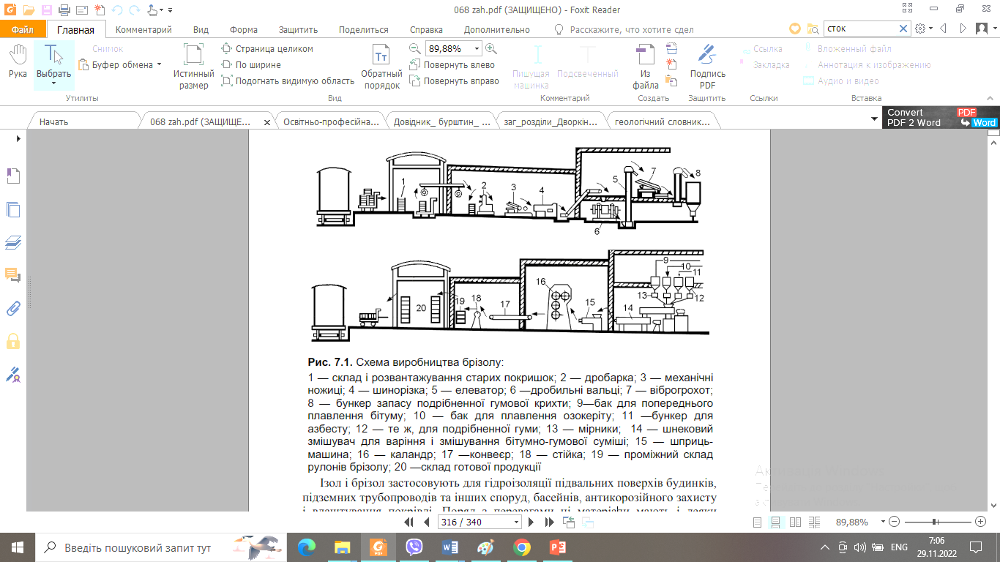 068 zah.pdf (ЗАЩИЩЕНО) - Foxit Reader
Файл Главная Комментарий Вид Форма Защитить Поделиться Справка Дополнительно Расскажите, что хотите сдел сток
Рука Выбрать Снимок Буфер обмена
Истинный размер Страница целиком По ширине Подогнать видимую область
Обратный порядок 89,88% Повернуть влево Повернуть вправо
Пишущая машинка Подсвеченный
Из файла Подпись PDF
Ссылка Закладка
Вложенный файл Аннотация к изображению Аудио и видео
Утилиты Вид Комментарий Создать Защитить Ссылки Вставка
Начать 068 zah.pdf (ЗАЩИЩЕ... Освітньо-професійна... Довідник_ бурштин_ ... заг_розділи_Дворкін... геологічний словник...
Convert PDF
PDF 2 Word Word
1 2 3 4 5 7 8
6
9
10
11
16 13 12
20 19 18 17 15 14
Рис. 7.1. Схема виробництва брізолу:
1 — склад і розвантажування старих покришок; 2 — дробарка; 3 — механічні
ножиці; 4 — шинорізка; 5 — елеватор; 6 —дробильні вальці; 7 — віброгрохот;
8 — бункер запасу подрібненної гумової крихти; 9—бак для попереднього
плавлення бітуму; 10 — бак для плавлення озокеріту; 11 —бункер для
азбесту; 12 — те ж, для подрібненної гуми; 13 — мірники; 14 — шнековий
змішувач для варіння і змішування бітумно-гумової суміші; 15 — шприць-
машина; 16 — каландр; 17 —конвеєр; 18 — стійка; 19 — проміжний склад
рулонів брізолу; 20 —склад готової продукції
Ізол і брізол застосовують для гідроізоляції підвальних поверхів будинків,
підземних трубопроводів та інших споруд, басейнів, антикорозійного захисту
і влаштування покрівлі. Поряд з перевагами ці матеріали мають і деяки
316 / 340 89,88%
Введіть пошуковий запит тут
ENG 7:06
29.11.2022